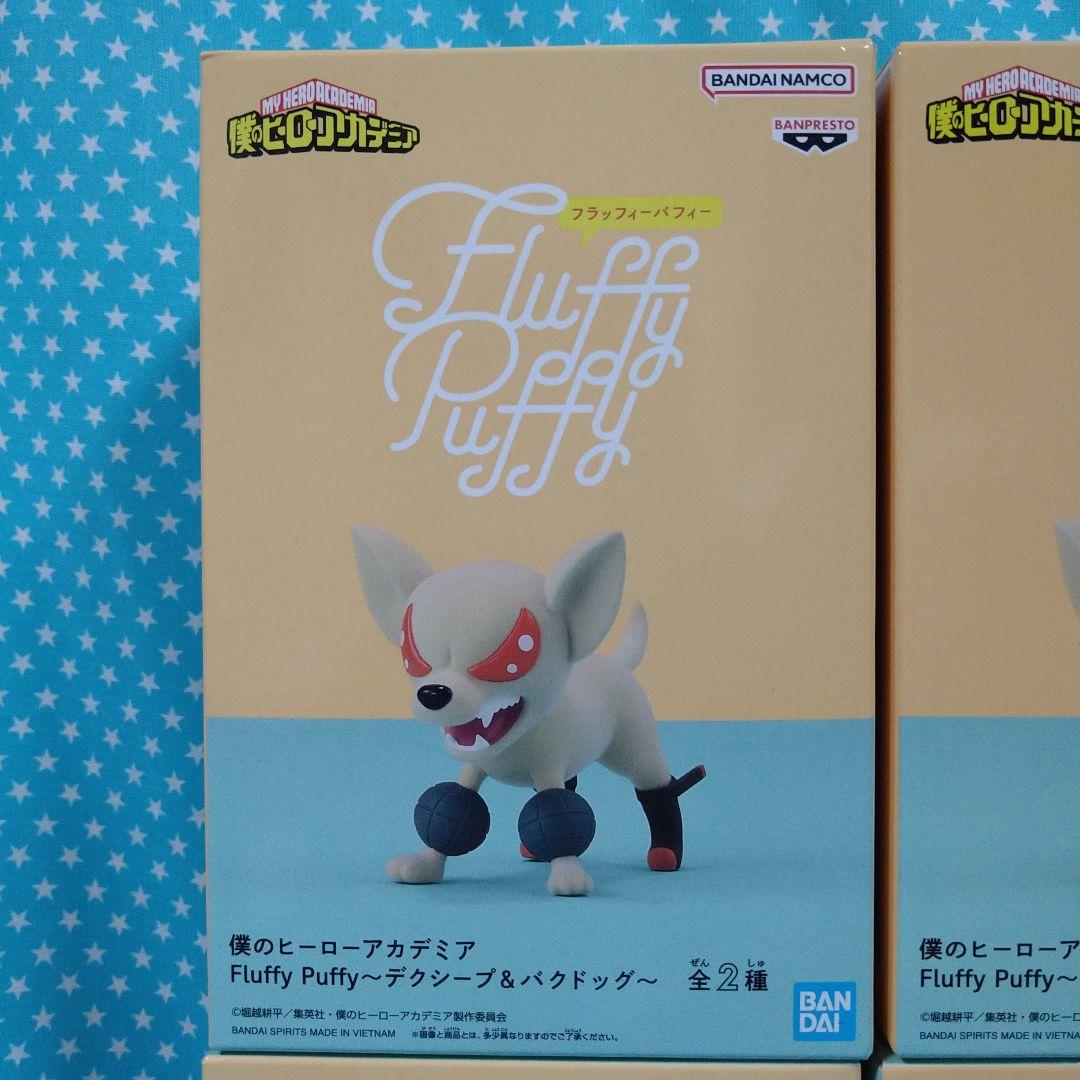 MY HERO ACADEMIA
僕のヒーローアカデミア
BANDAI NAMCO
BANPRESTO
フラッフィーパフィー
Fluffy
Puffy
僕のヒーローアカデミア
Fluffy Puffy～デクシープ＆バクドッグ～
ぜん しゅ
全2種
©堀越耕平／集英社・僕のヒーローアカデミア製作委員会
BANDAI SPIRITS MADE IN VIETNAM
※画像と商品とは、多少異なりますのでご了承ください。
BAN
DAI
MY HERO ACADEMIA
僕のヒーローアカデ
僕のヒーローア
Fluffy Puffy～
©堀越耕平／集英社・僕のヒーロ
BANDAI SPIRITS MADE IN VIETNA